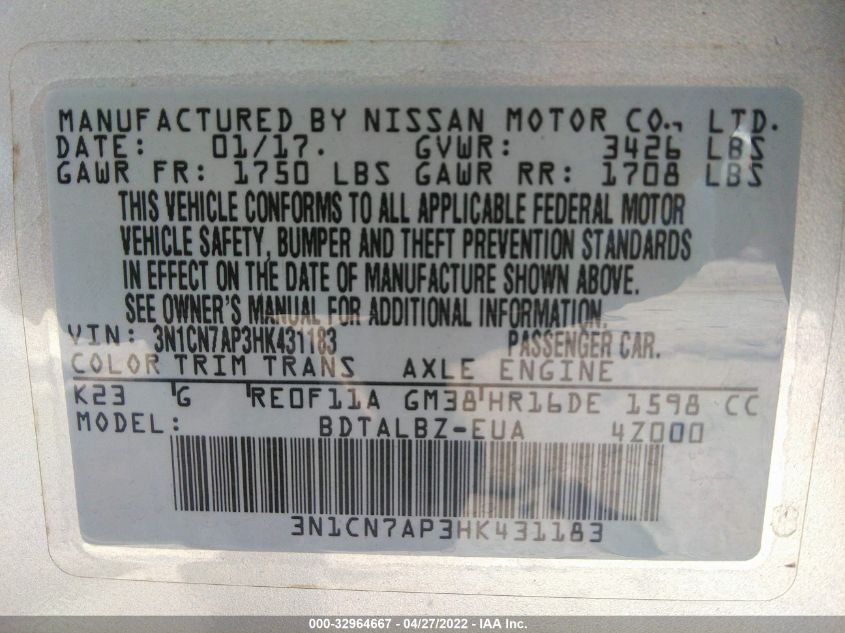 MANUFACTURED BY NISSAN MOTOR CO., LTD.
DATE: 01/17. GVWR: 3426 LBS
GAWR FR: 1750 LBS GAWR RR: 1708 LBS
THIS VEHICLE CONFORMS TO ALL APPLICABLE FEDERAL MOTOR
VEHICLE SAFETY, BUMPER AND THEFT PREVENTION STANDARDS
IN EFFECT ON THE DATE OF MANUFACTURE SHOWN ABOVE.
SEE OWNER'S MANUAL FOR ADDITIONAL INFORMATION.
VIN: 3N1CN7AP3HK431183 PASSENGER CAR.
COLOR TRIM TRANS AXLE ENGINE
K23 G RE0F11A GM38 HR16DE 1598 CC
MODEL: BDTALBZ-EUA 4Z000
3N1CN7AP3HK431183
000-32964667 - 04/27/2022 - IAA Inc.